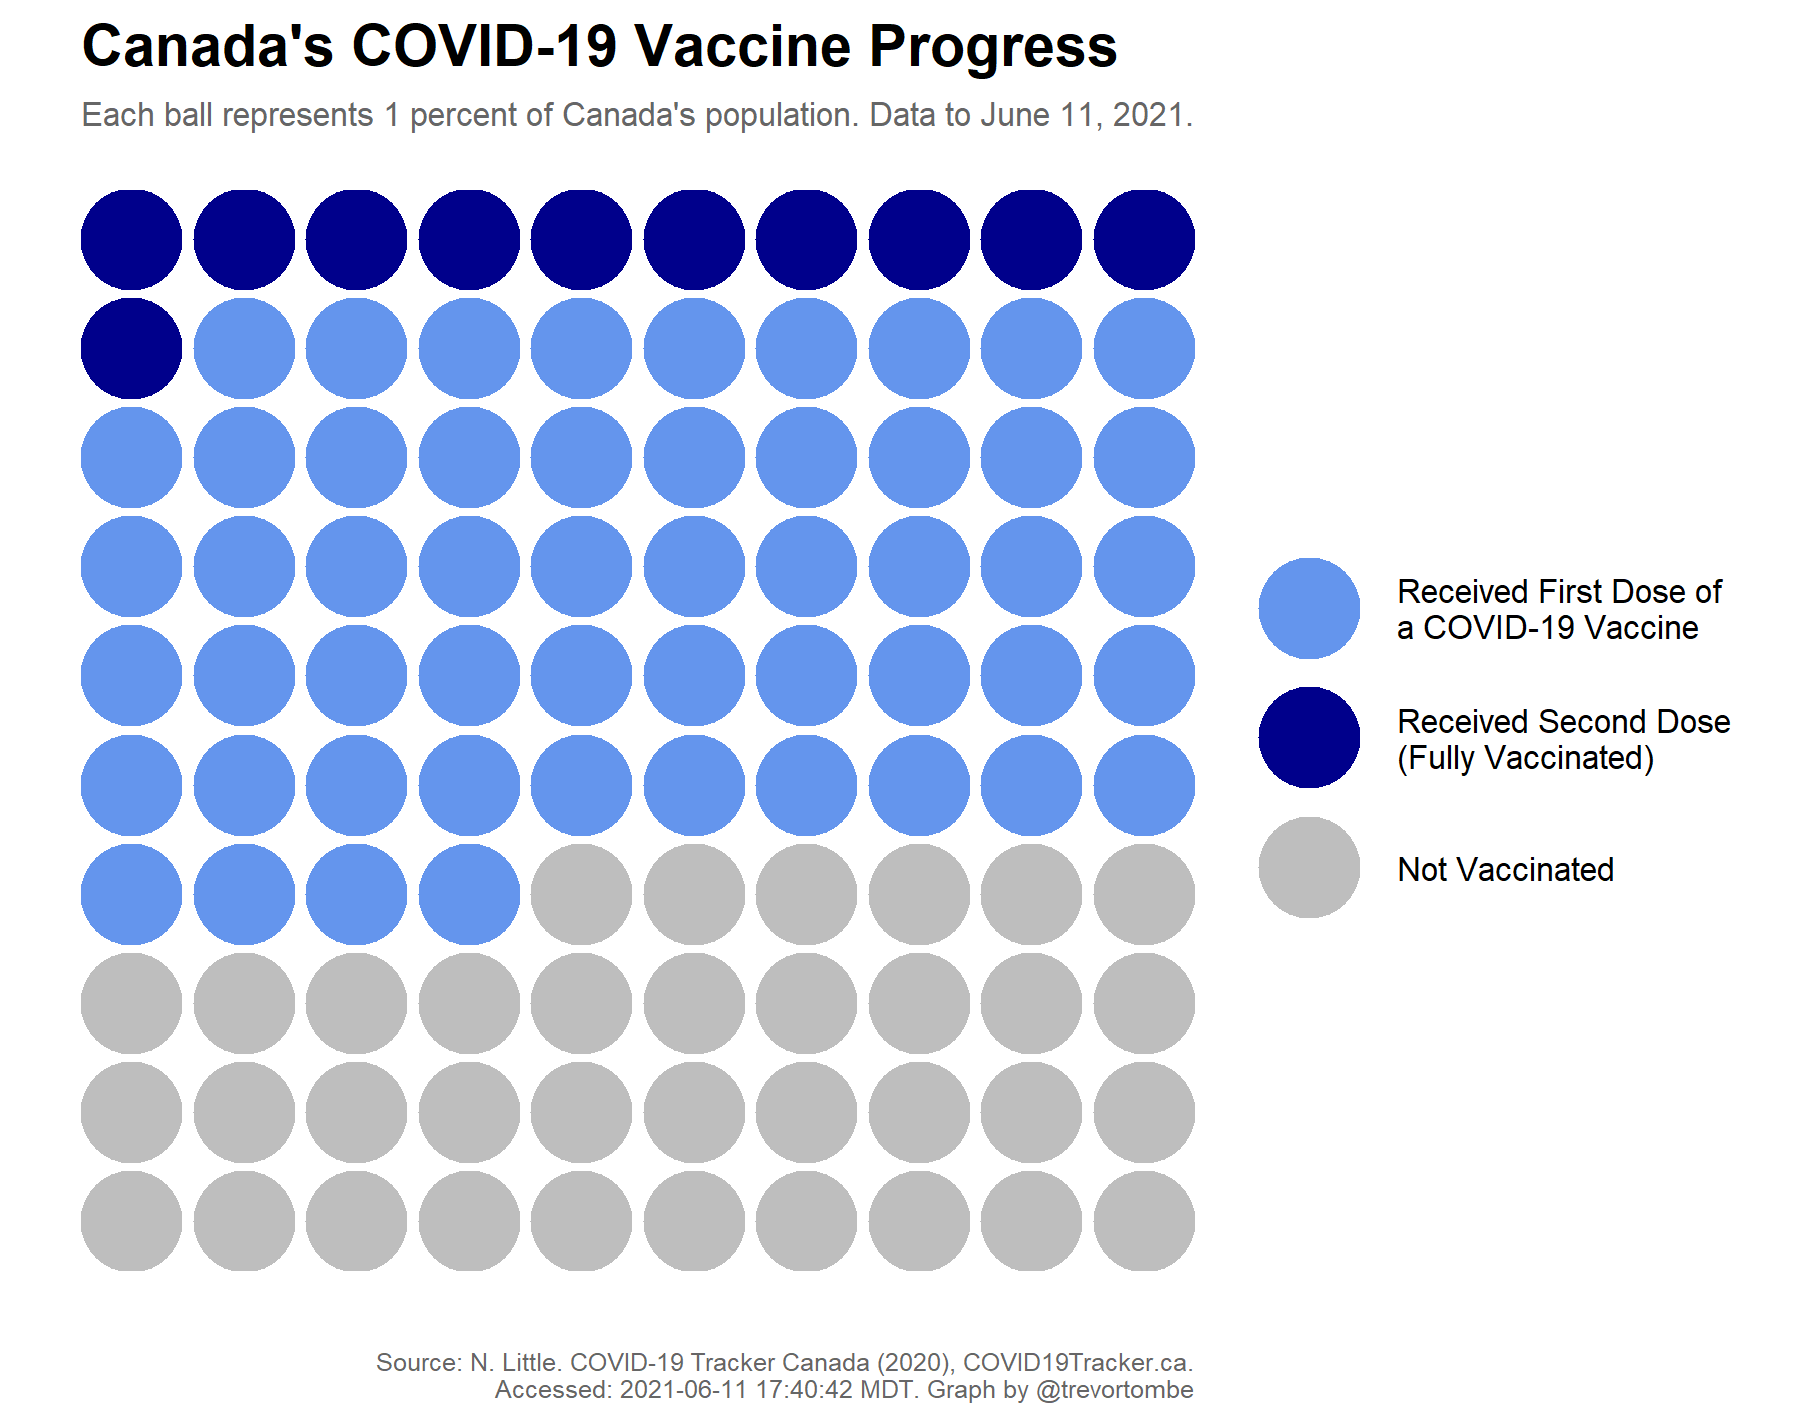 Canada's COVID-19 Vaccine Progress
Each ball represents 1 percent of Canada's population. Data to June 11, 2021.
Received First Dose of
a COVID-19 Vaccine
Received Second Dose
(Fully Vaccinated)
Not Vaccinated
Source: N. Little. COVID-19 Tracker Canada (2020), COVID19Tracker.ca.
Accessed: 2021-06-11 17:40:42 MDT. Graph by @trevortombe